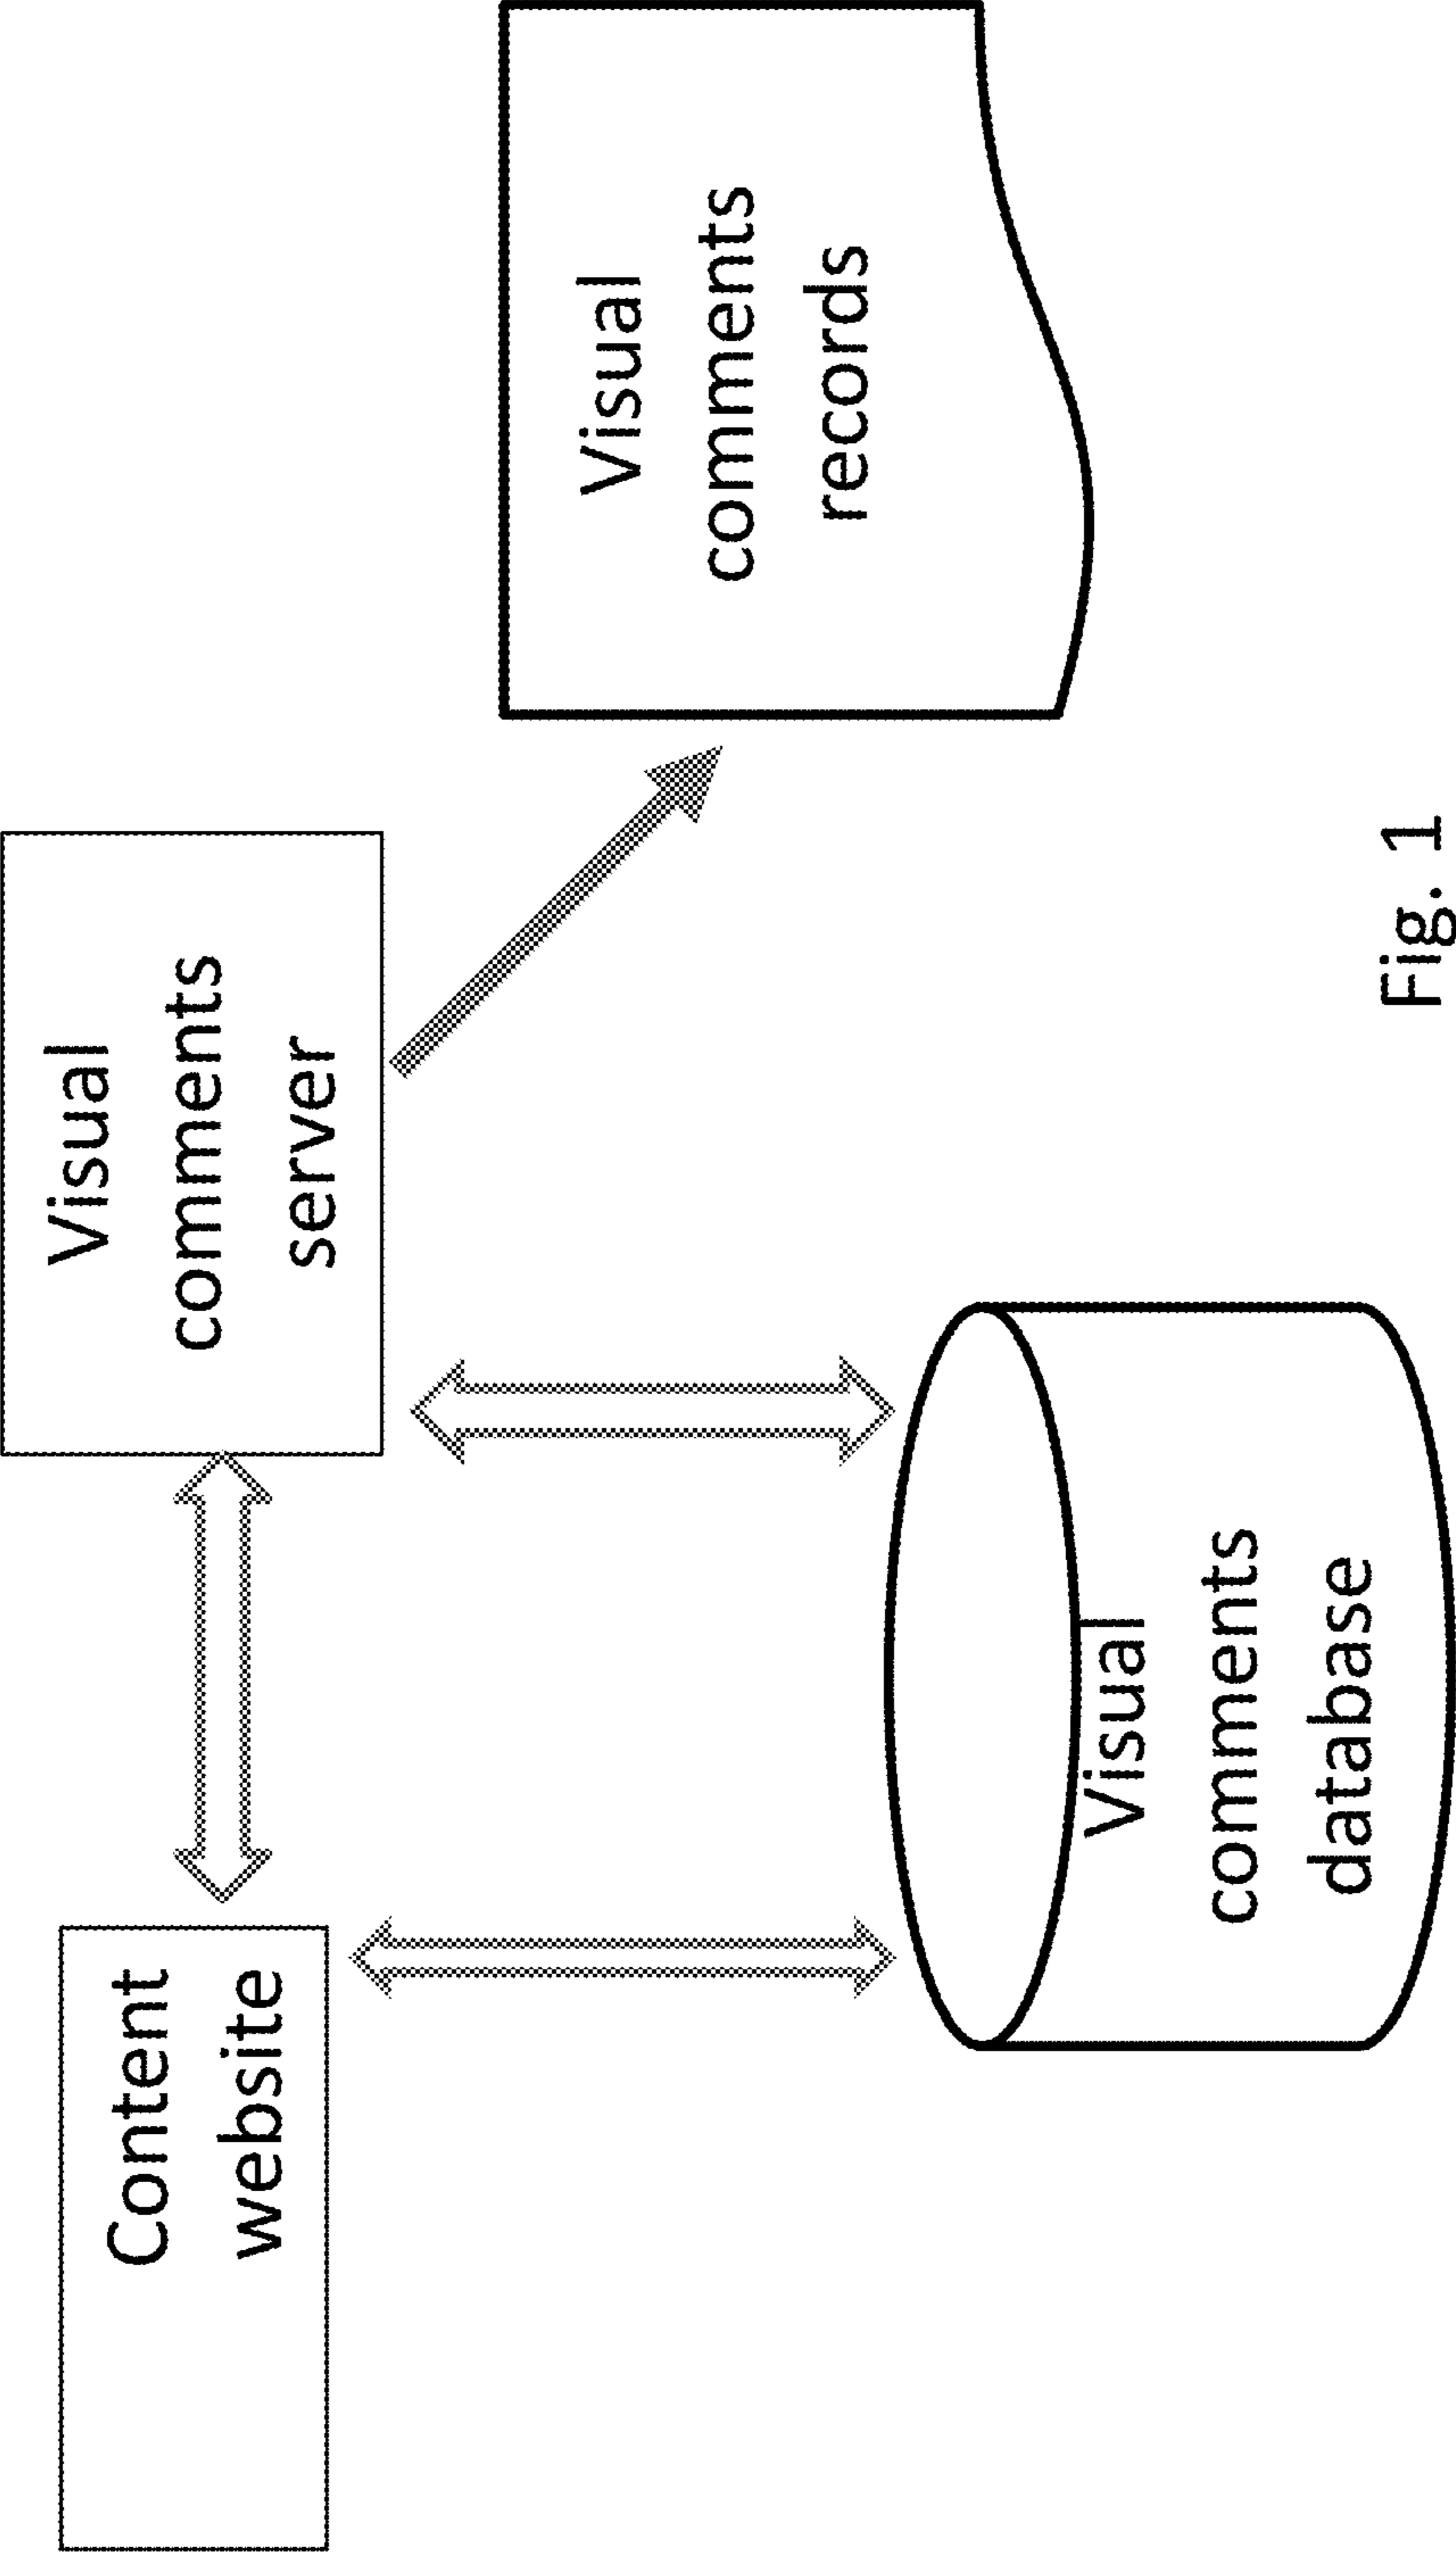 Content
website
Visual
comments
server
Visual
comments
database
Visual
comments
records
Fig. 1